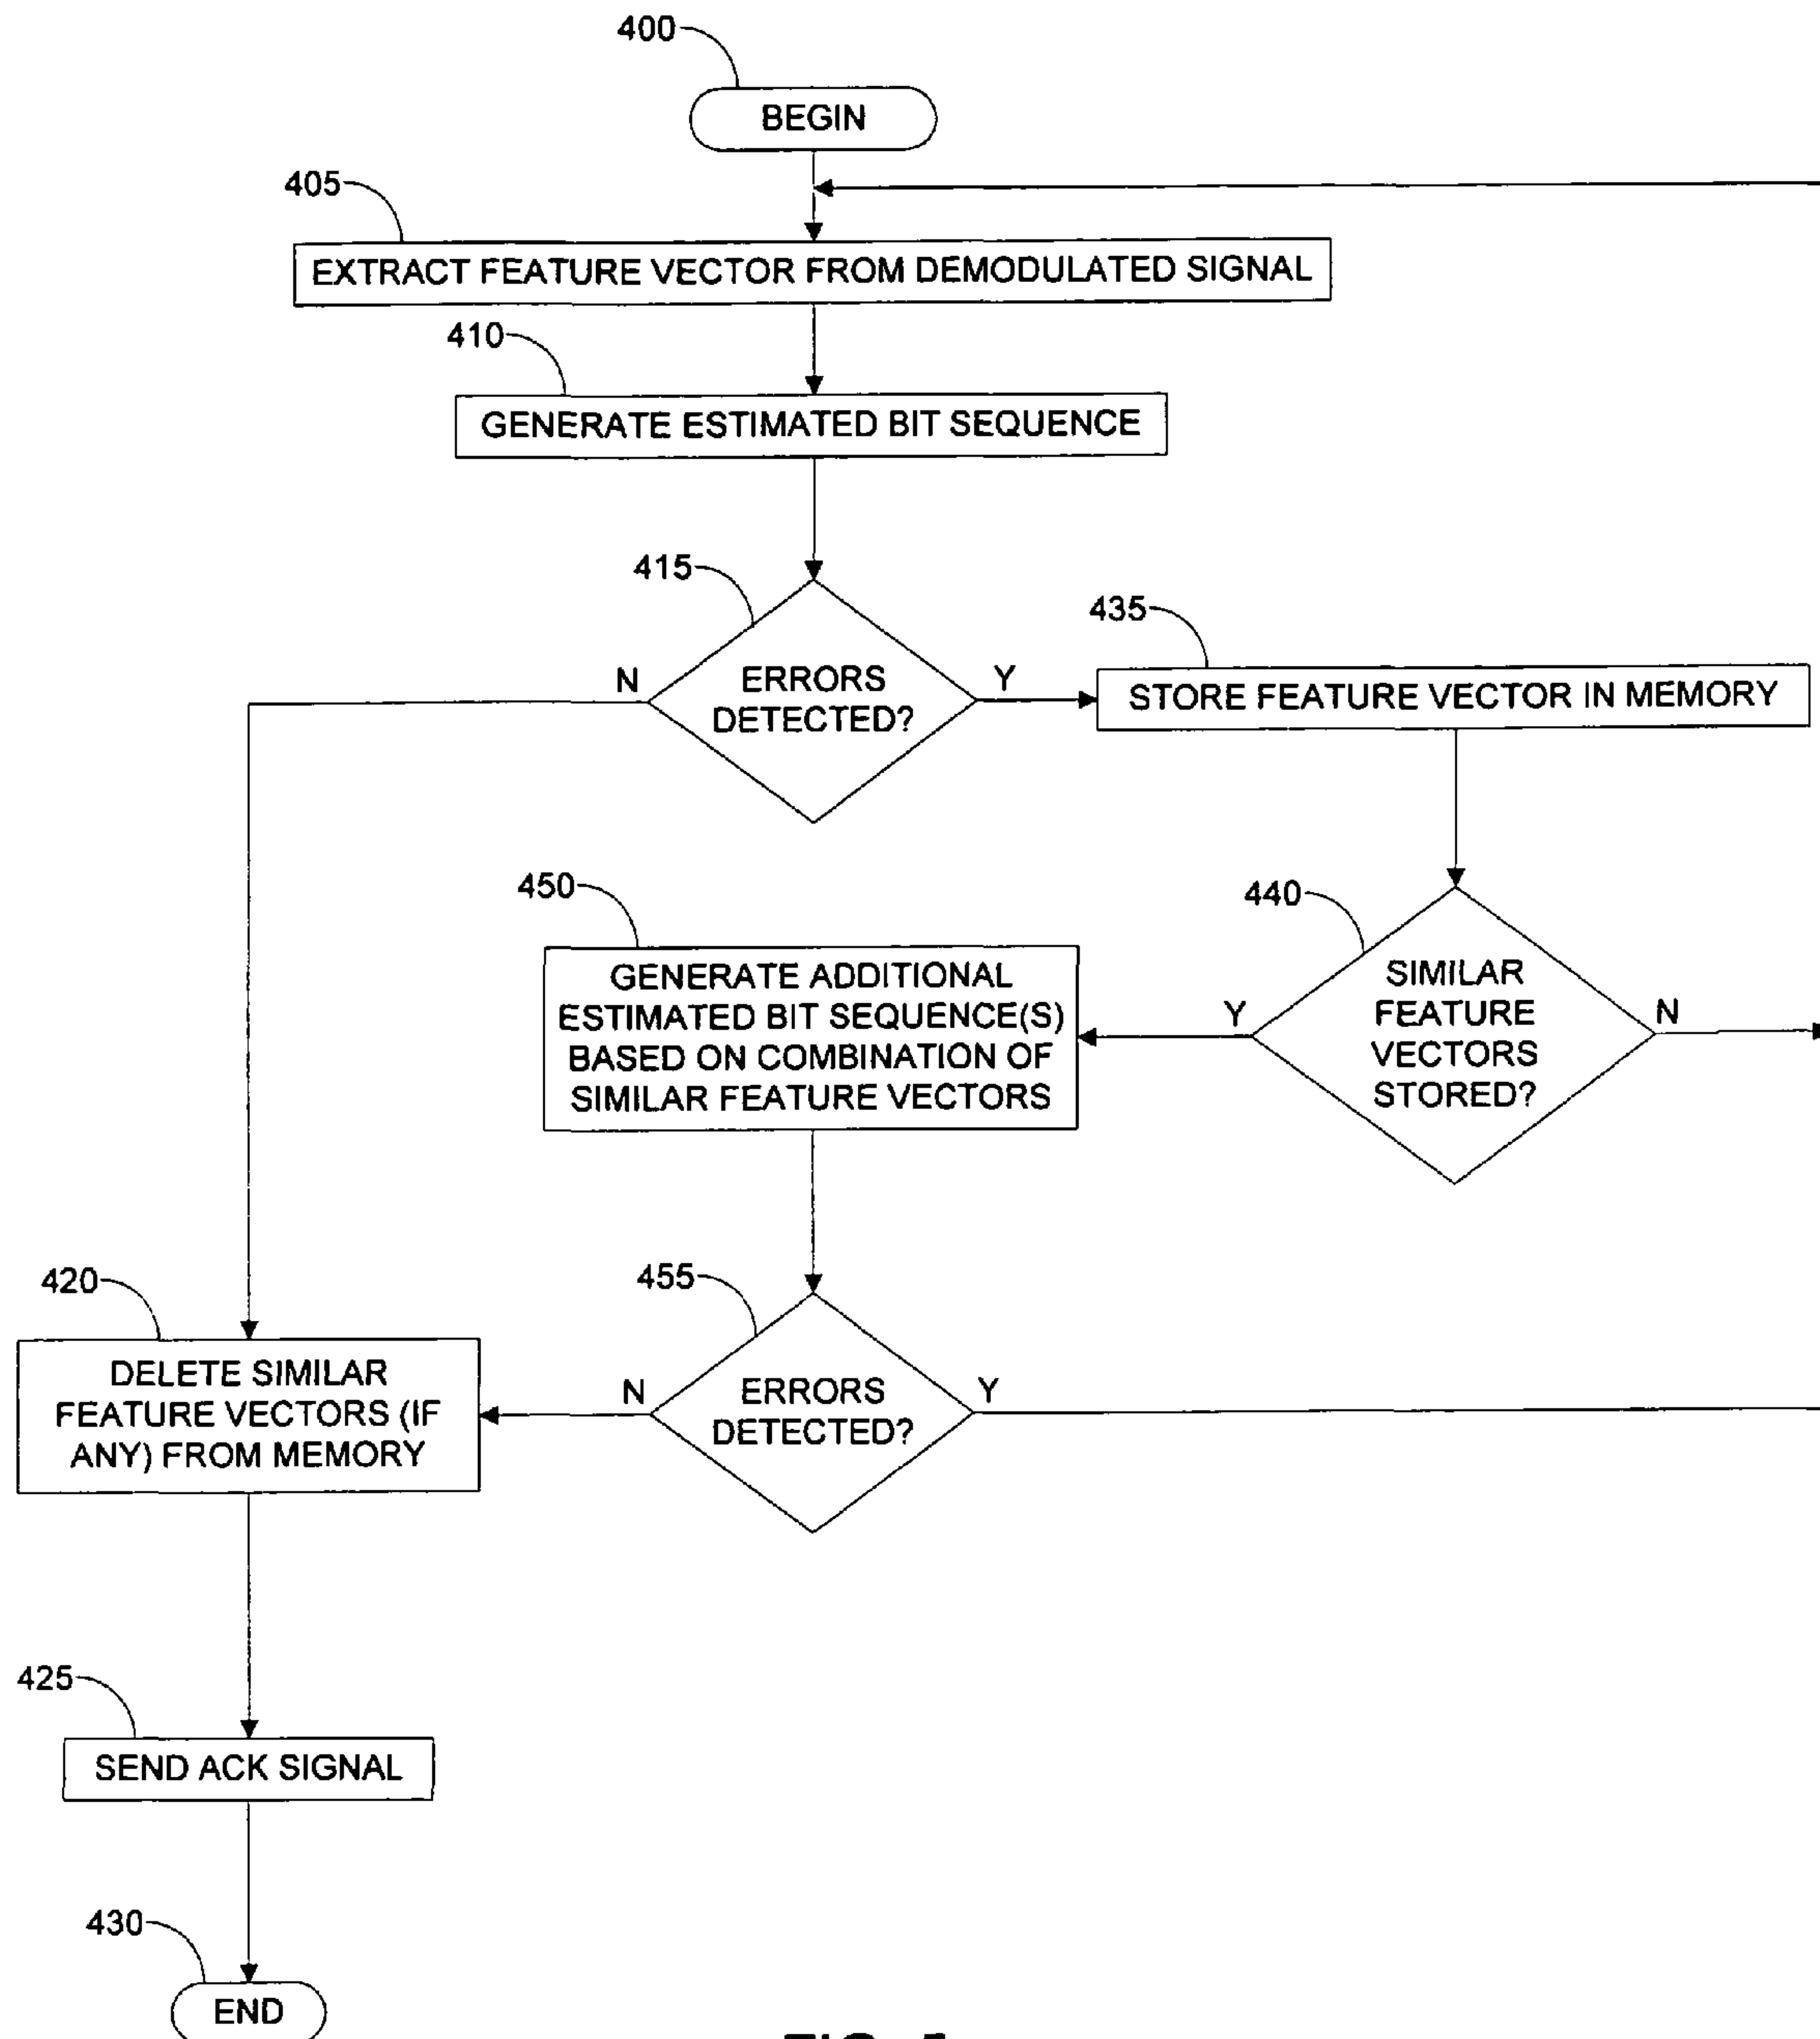 400
BEGIN
405
EXTRACT FEATURE VECTOR FROM DEMODULATED SIGNAL
410
GENERATE ESTIMATED BIT SEQUENCE
415
ERRORS
DETECTED?
N
Y
435
STORE FEATURE VECTOR IN MEMORY
440
SIMILAR
FEATURE
VECTORS
STORED?
Y
N
450
GENERATE ADDITIONAL
ESTIMATED BIT SEQUENCE(S)
BASED ON COMBINATION OF
SIMILAR FEATURE VECTORS
455
ERRORS
DETECTED?
N
Y
420
DELETE SIMILAR
FEATURE VECTORS (IF
ANY) FROM MEMORY
425
SEND ACK SIGNAL
430
END